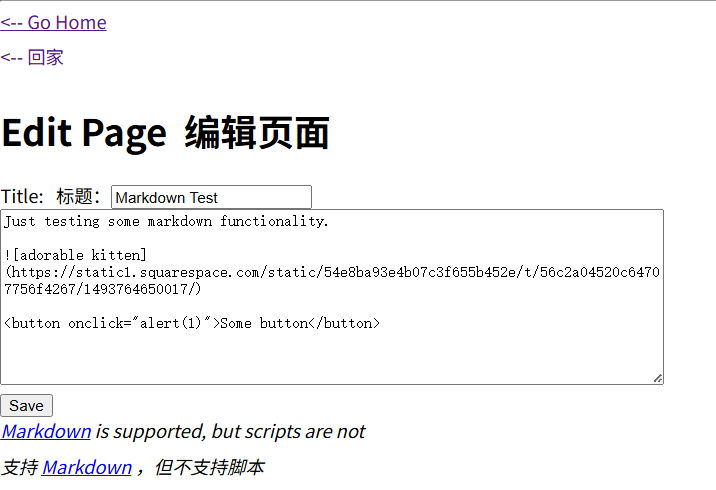 <-- Go Home
<-- 回家
Edit Page 编辑页面
Title: 标题： Markdown Test
Just testing some markdown functionality.
![adorable kitten]
(https://static1.squarespace.com/static/54e8ba93e4b07c3f655b452e/t/56c2a04520c64707756f4267/1493764650017/)
<button onclick="alert(1)">Some button</button>
Save
Markdown is supported, but scripts are not
支持 Markdown ，但不支持脚本